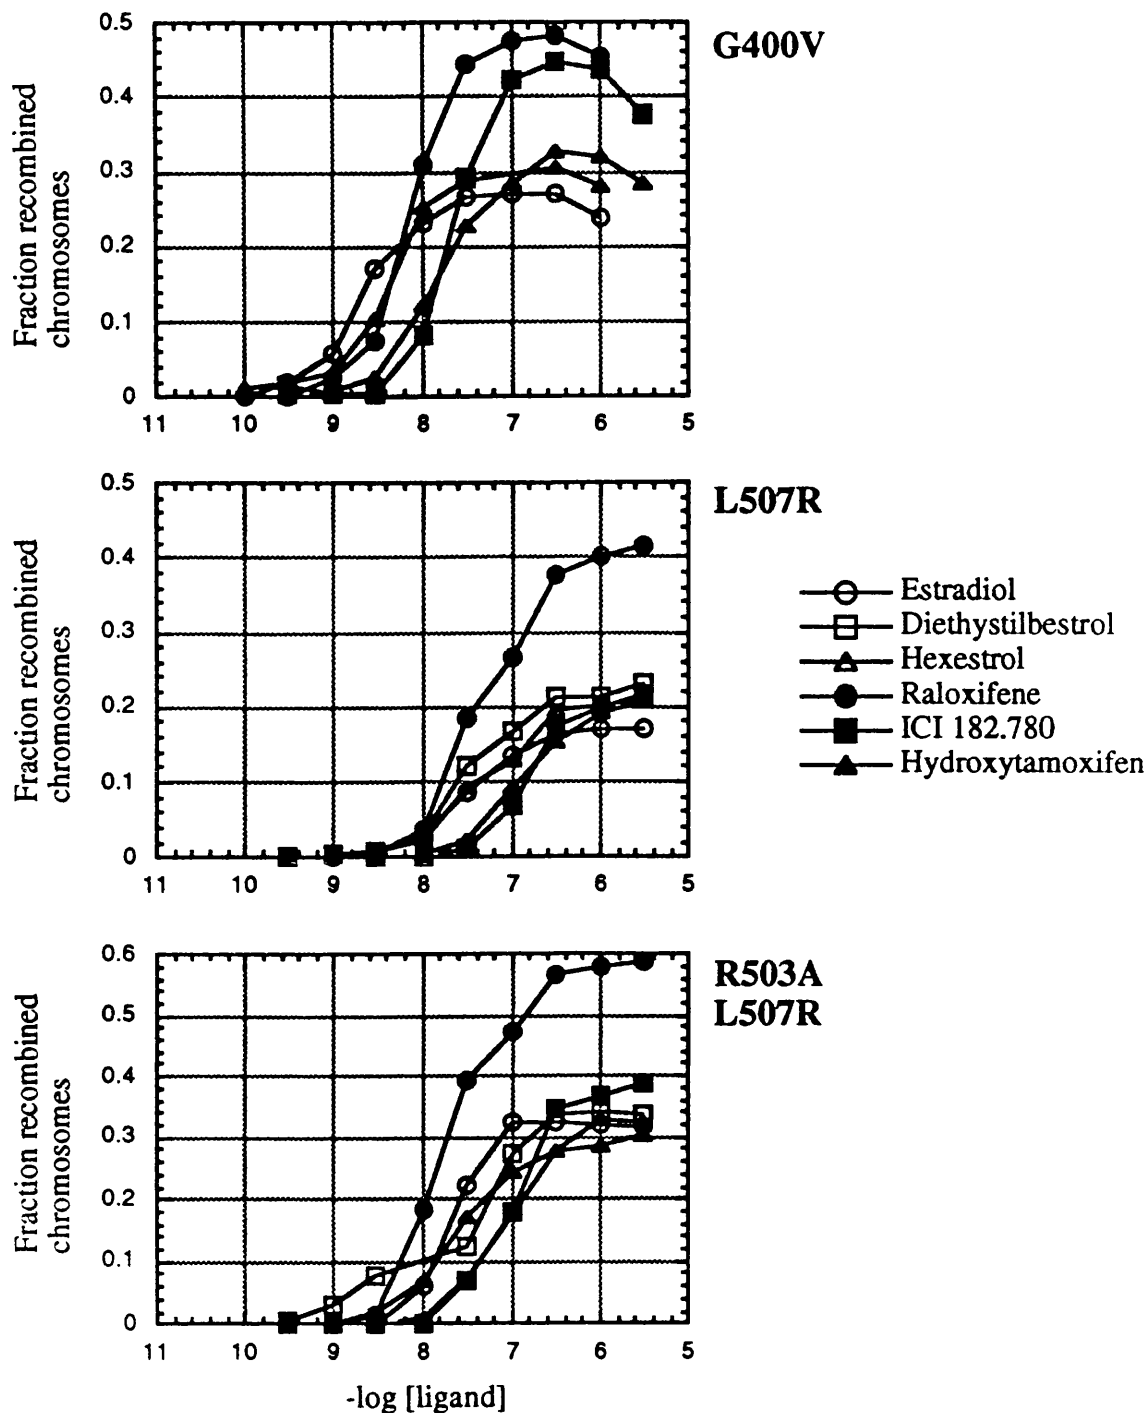 G400V
Fraction recombined
chromosomes
0.5
0.4
0.3
0.2
0.1
0
11 10 9 8 7 6 5
L507R
Fraction recombined
chromosomes
0.5
0.4
0.3
0.2
0.1
0
11 10 9 8 7 6 5
Estradiol
Diethystilbestrol
Hexestrol
Raloxifene
ICI 182.780
Hydroxytamoxifen
R503A
L507R
Fraction recombined
chromosomes
0.6
0.5
0.4
0.3
0.2
0.1
0
11 10 9 8 7 6 5
-log [ligand]